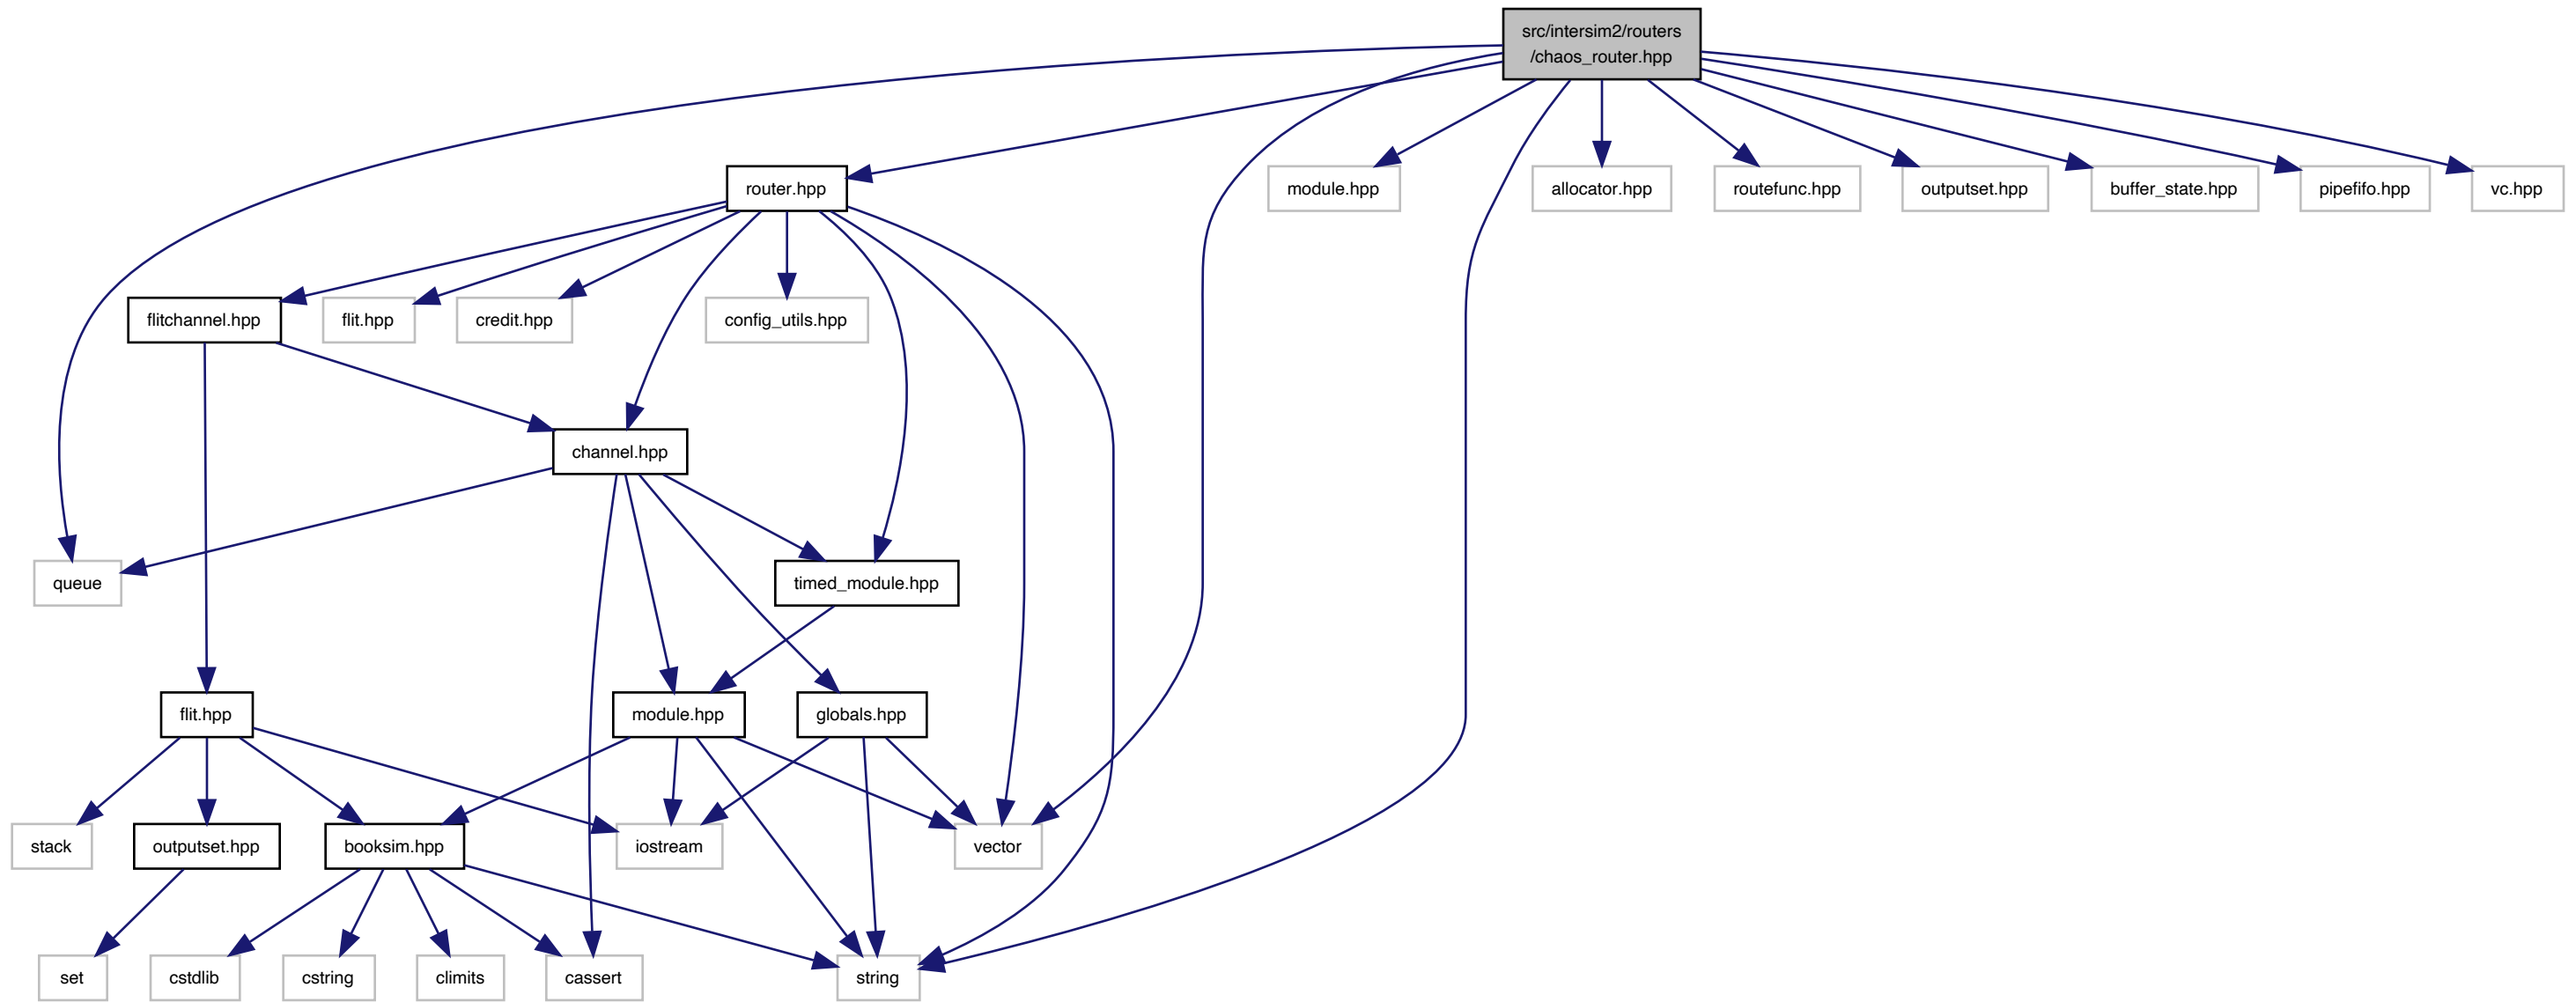 src/intersim2/routers
/chaos_router.hpp
router.hpp
module.hpp
allocator.hpp
routefunc.hpp
outputset.hpp
buffer_state.hpp
pipefifo.hpp
vc.hpp
flitchannel.hpp
flit.hpp
credit.hpp
config_utils.hpp
channel.hpp
queue
timed_module.hpp
flit.hpp
module.hpp
globals.hpp
stack
outputset.hpp
booksim.hpp
iostream
vector
set
cstdlib
cstring
climits
cassert
string